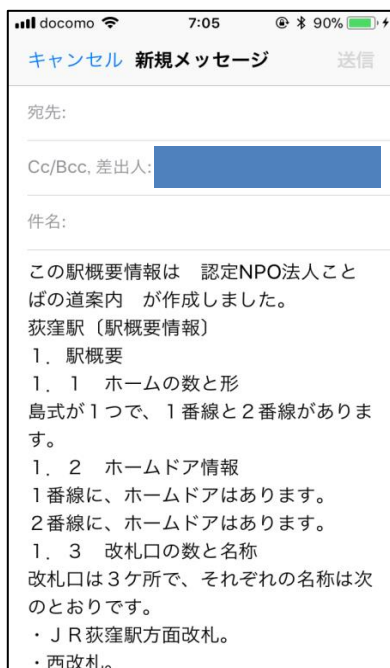 docomo 7:05 90%
キャンセル 新規メッセージ 送信
宛先:
Cc/Bcc, 差出人:
件名:
この駅概要情報は　認定NPO法人こと
ばの道案内　が作成しました。
荻窪駅〔駅概要情報〕
１．駅概要
１．１　ホームの数と形
島式が１つで、１番線と２番線がありま
す。
１．２　ホームドア情報
１番線に、ホームドアはあります。
２番線に、ホームドアはあります。
１．３　改札口の数と名称
改札口は３ケ所で、それぞれの名称は次
のとおりです。
・ＪＲ荻窪駅方面改札。
・西改札。